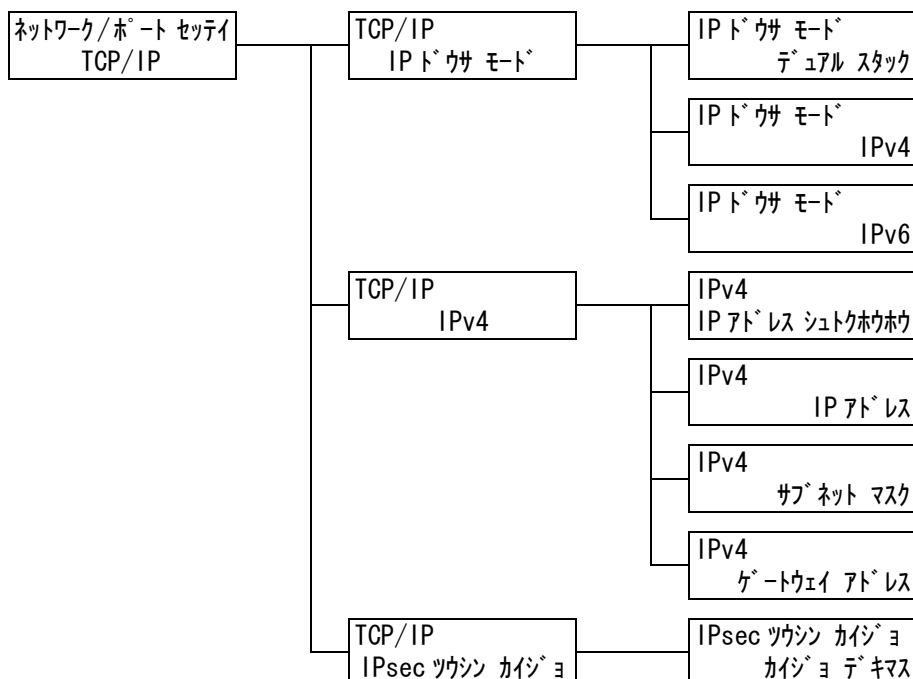 ﾈｯﾄﾜｰｸ/ﾎﾟｰﾄ ｾｯﾃｲ
TCP/IP
TCP/IP
IP ﾄﾞｳｻ ﾓｰﾄﾞ
IP ﾄﾞｳｻ ﾓｰﾄﾞ
ﾃﾞｭｱﾙ ｽﾀｯｸ
IP ﾄﾞｳｻ ﾓｰﾄﾞ
IPv4
IP ﾄﾞｳｻ ﾓｰﾄﾞ
IPv6
TCP/IP
IPv4
IPv4
IP ｱﾄﾞﾚｽ ｼｭﾄｸﾎｳﾎｳ
IPv4
IP ｱﾄﾞﾚｽ
IPv4
ｻﾌﾞﾈｯﾄ ﾏｽｸ
IPv4
ｹﾞｰﾄｳｪｲ ｱﾄﾞﾚｽ
TCP/IP
IPsec ﾂｳｼﾝ ｶｲｼﾞｮ
IPsec ﾂｳｼﾝ ｶｲｼﾞｮ
ｶｲｼﾞｮ ﾃﾞｷﾏｽ